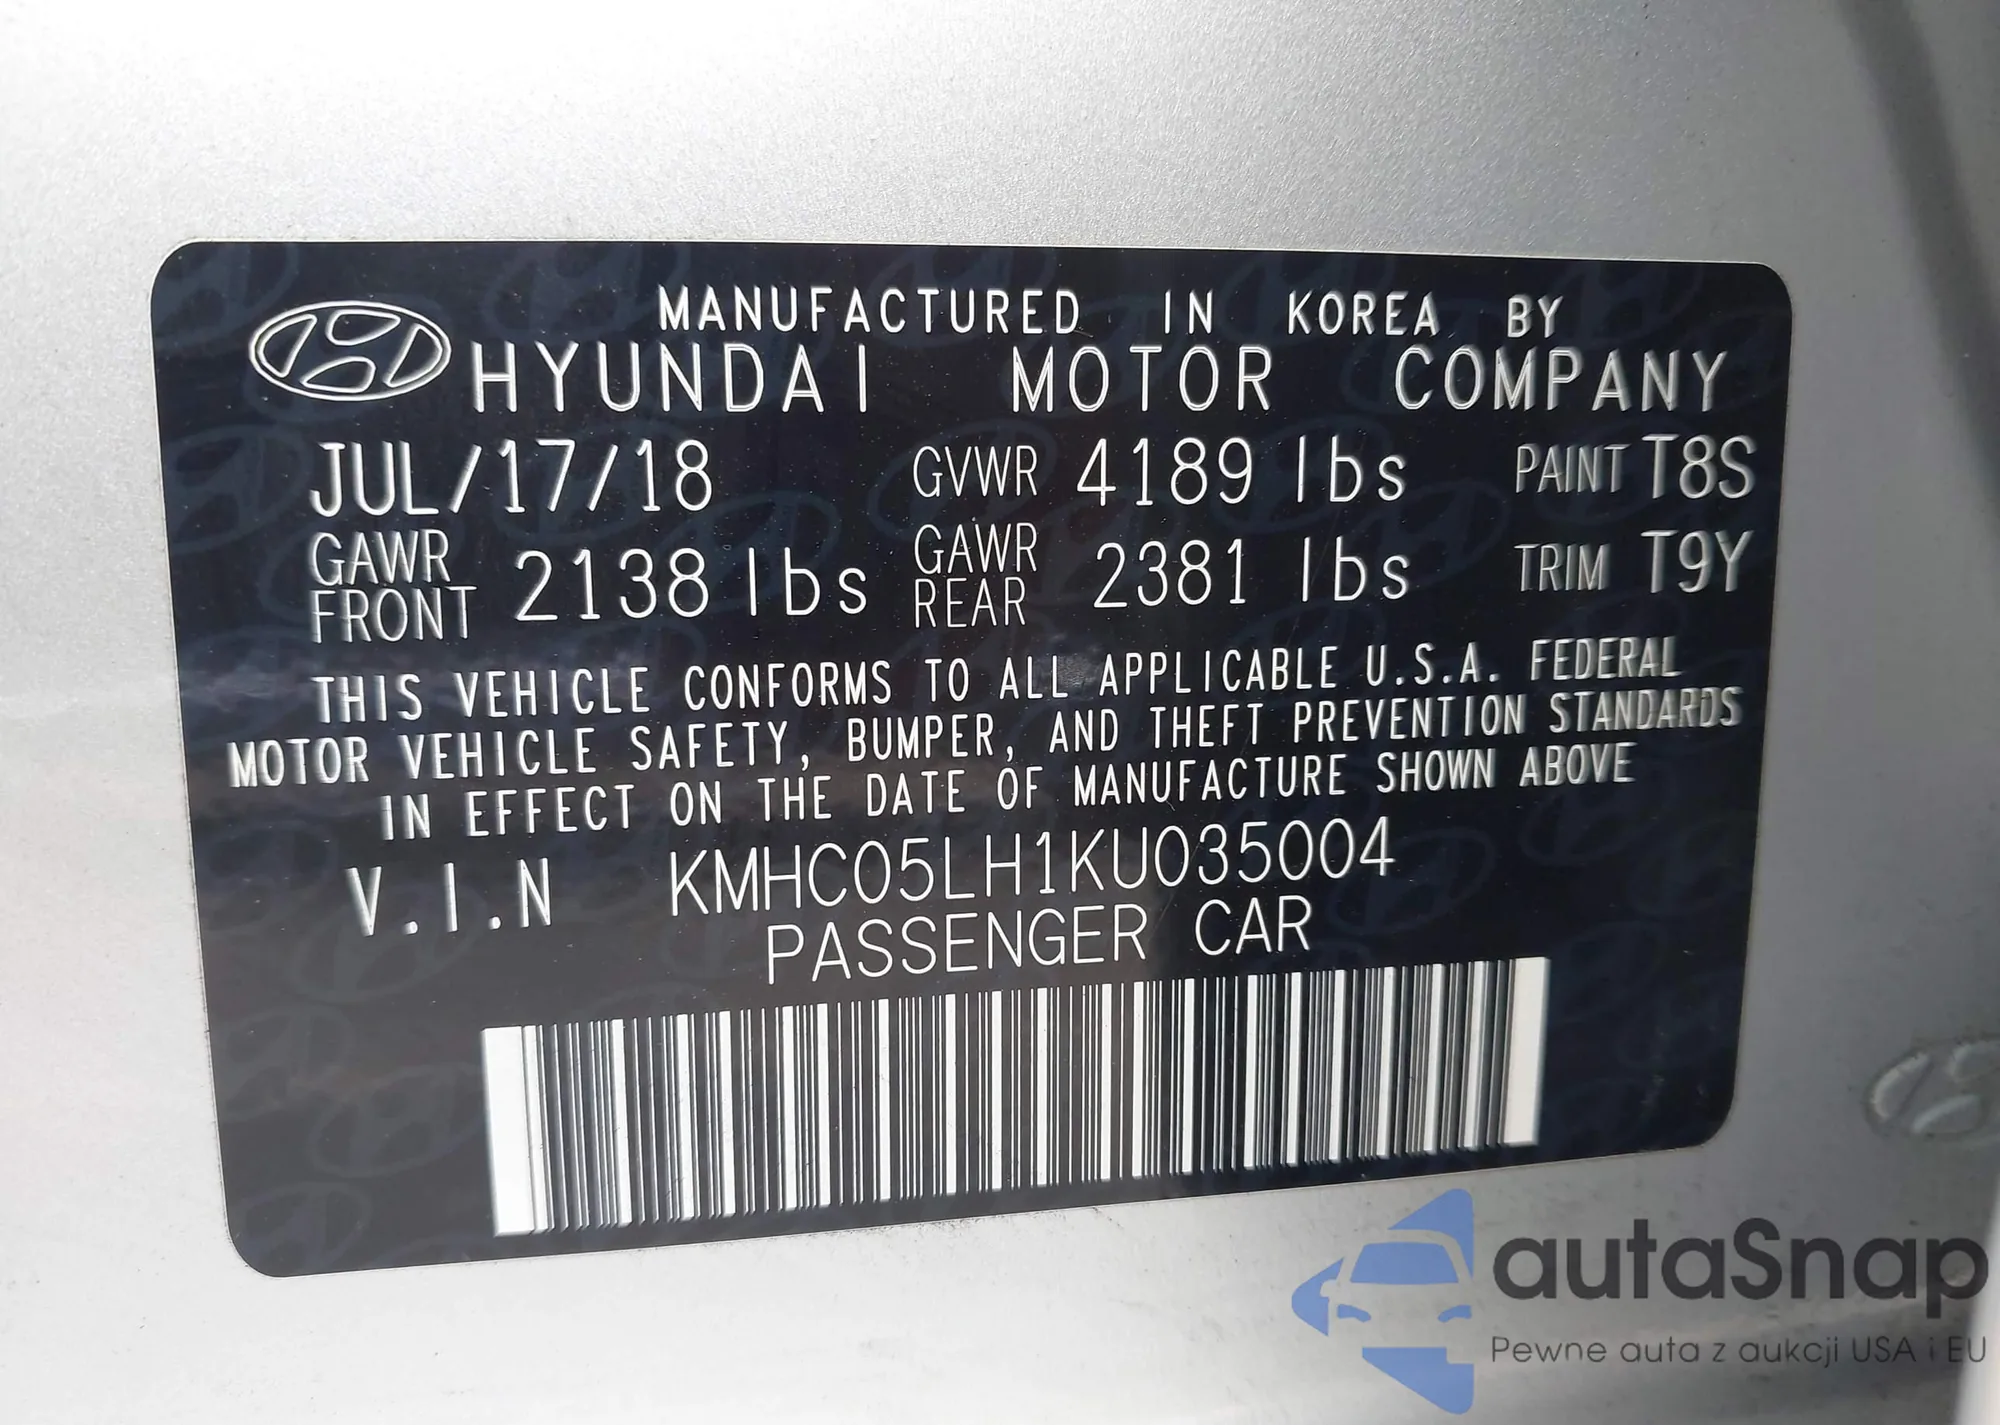 MANUFACTURED IN KOREA BY
HYUNDAI MOTOR COMPANY
JUL/17/18 GVWR 4189 lbs PAINT T8S
GAWR FRONT 2138 lbs GAWR REAR 2381 lbs TRIM T9Y
THIS VEHICLE CONFORMS TO ALL APPLICABLE U.S.A. FEDERAL
MOTOR VEHICLE SAFETY, BUMPER, AND THEFT PREVENTION STANDARDS
IN EFFECT ON THE DATE OF MANUFACTURE SHOWN ABOVE
V.I.N KMHC05LH1KU035004
PASSENGER CAR
autaSnap
Pewne auta z aukcji USA i EU